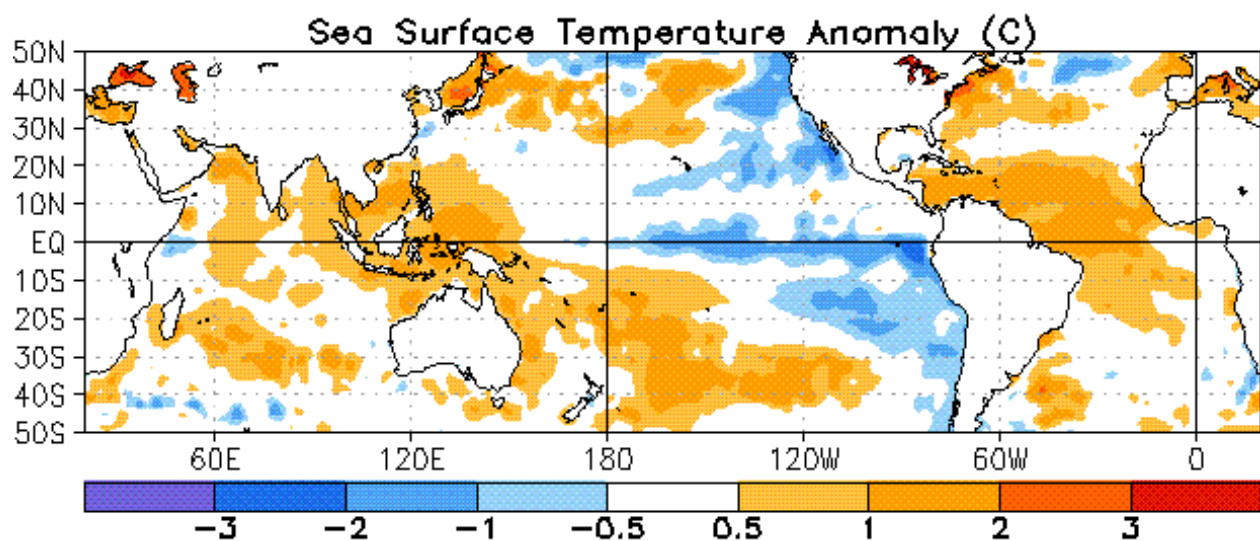 Sea Surface Temperature Anomaly (C)
50N
40N
30N
20N
10N
EQ
10S
20S
30S
40S
50S
60E 120E 180 120W 60W 0
-3 -2 -1 -0.5 0.5 1 2 3